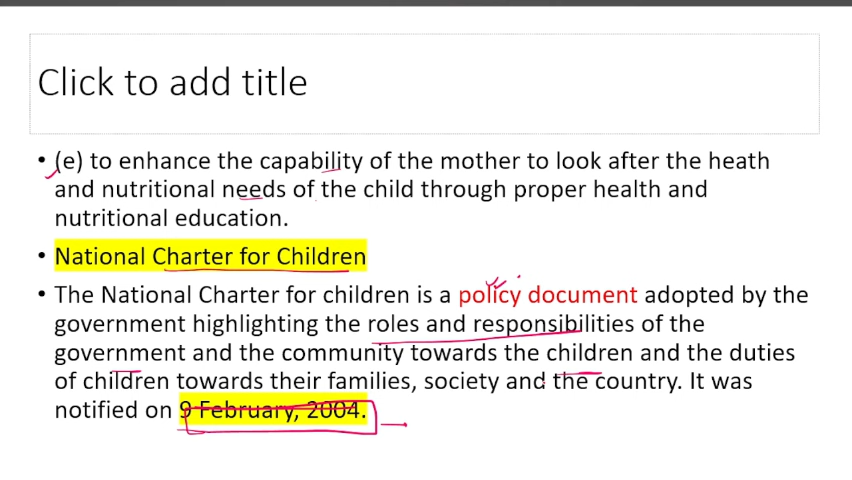 Click to add title
• (e) to enhance the capability of the mother to look after the heath
and nutritional needs of the child through proper health and
nutritional education.
• National Charter for Children
• The National Charter for children is a policy document adopted by the
government highlighting the roles and responsibilities of the
government and the community towards the children and the duties
of children towards their families, society and the country. It was
notified on 9 February, 2004.